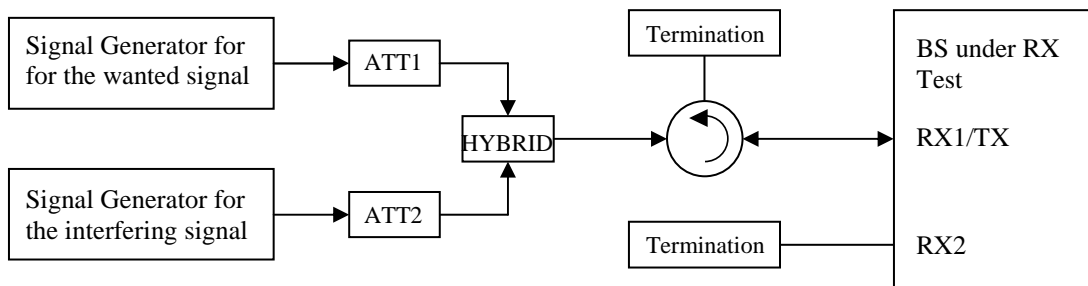 Signal Generator for
for the wanted signal
ATT1
HYBRID
Signal Generator for
the interfering signal
ATT2
Termination
Termination
BS under RX
Test
RX1/TX
RX2